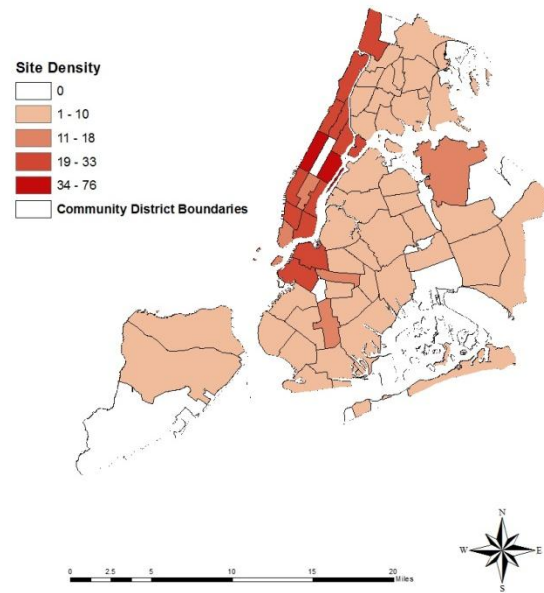 Site Density
0
1 - 10
11 - 18
19 - 33
34 - 76
Community District Boundaries
N
W E
S
0 2.5 5 10 15 20
Miles